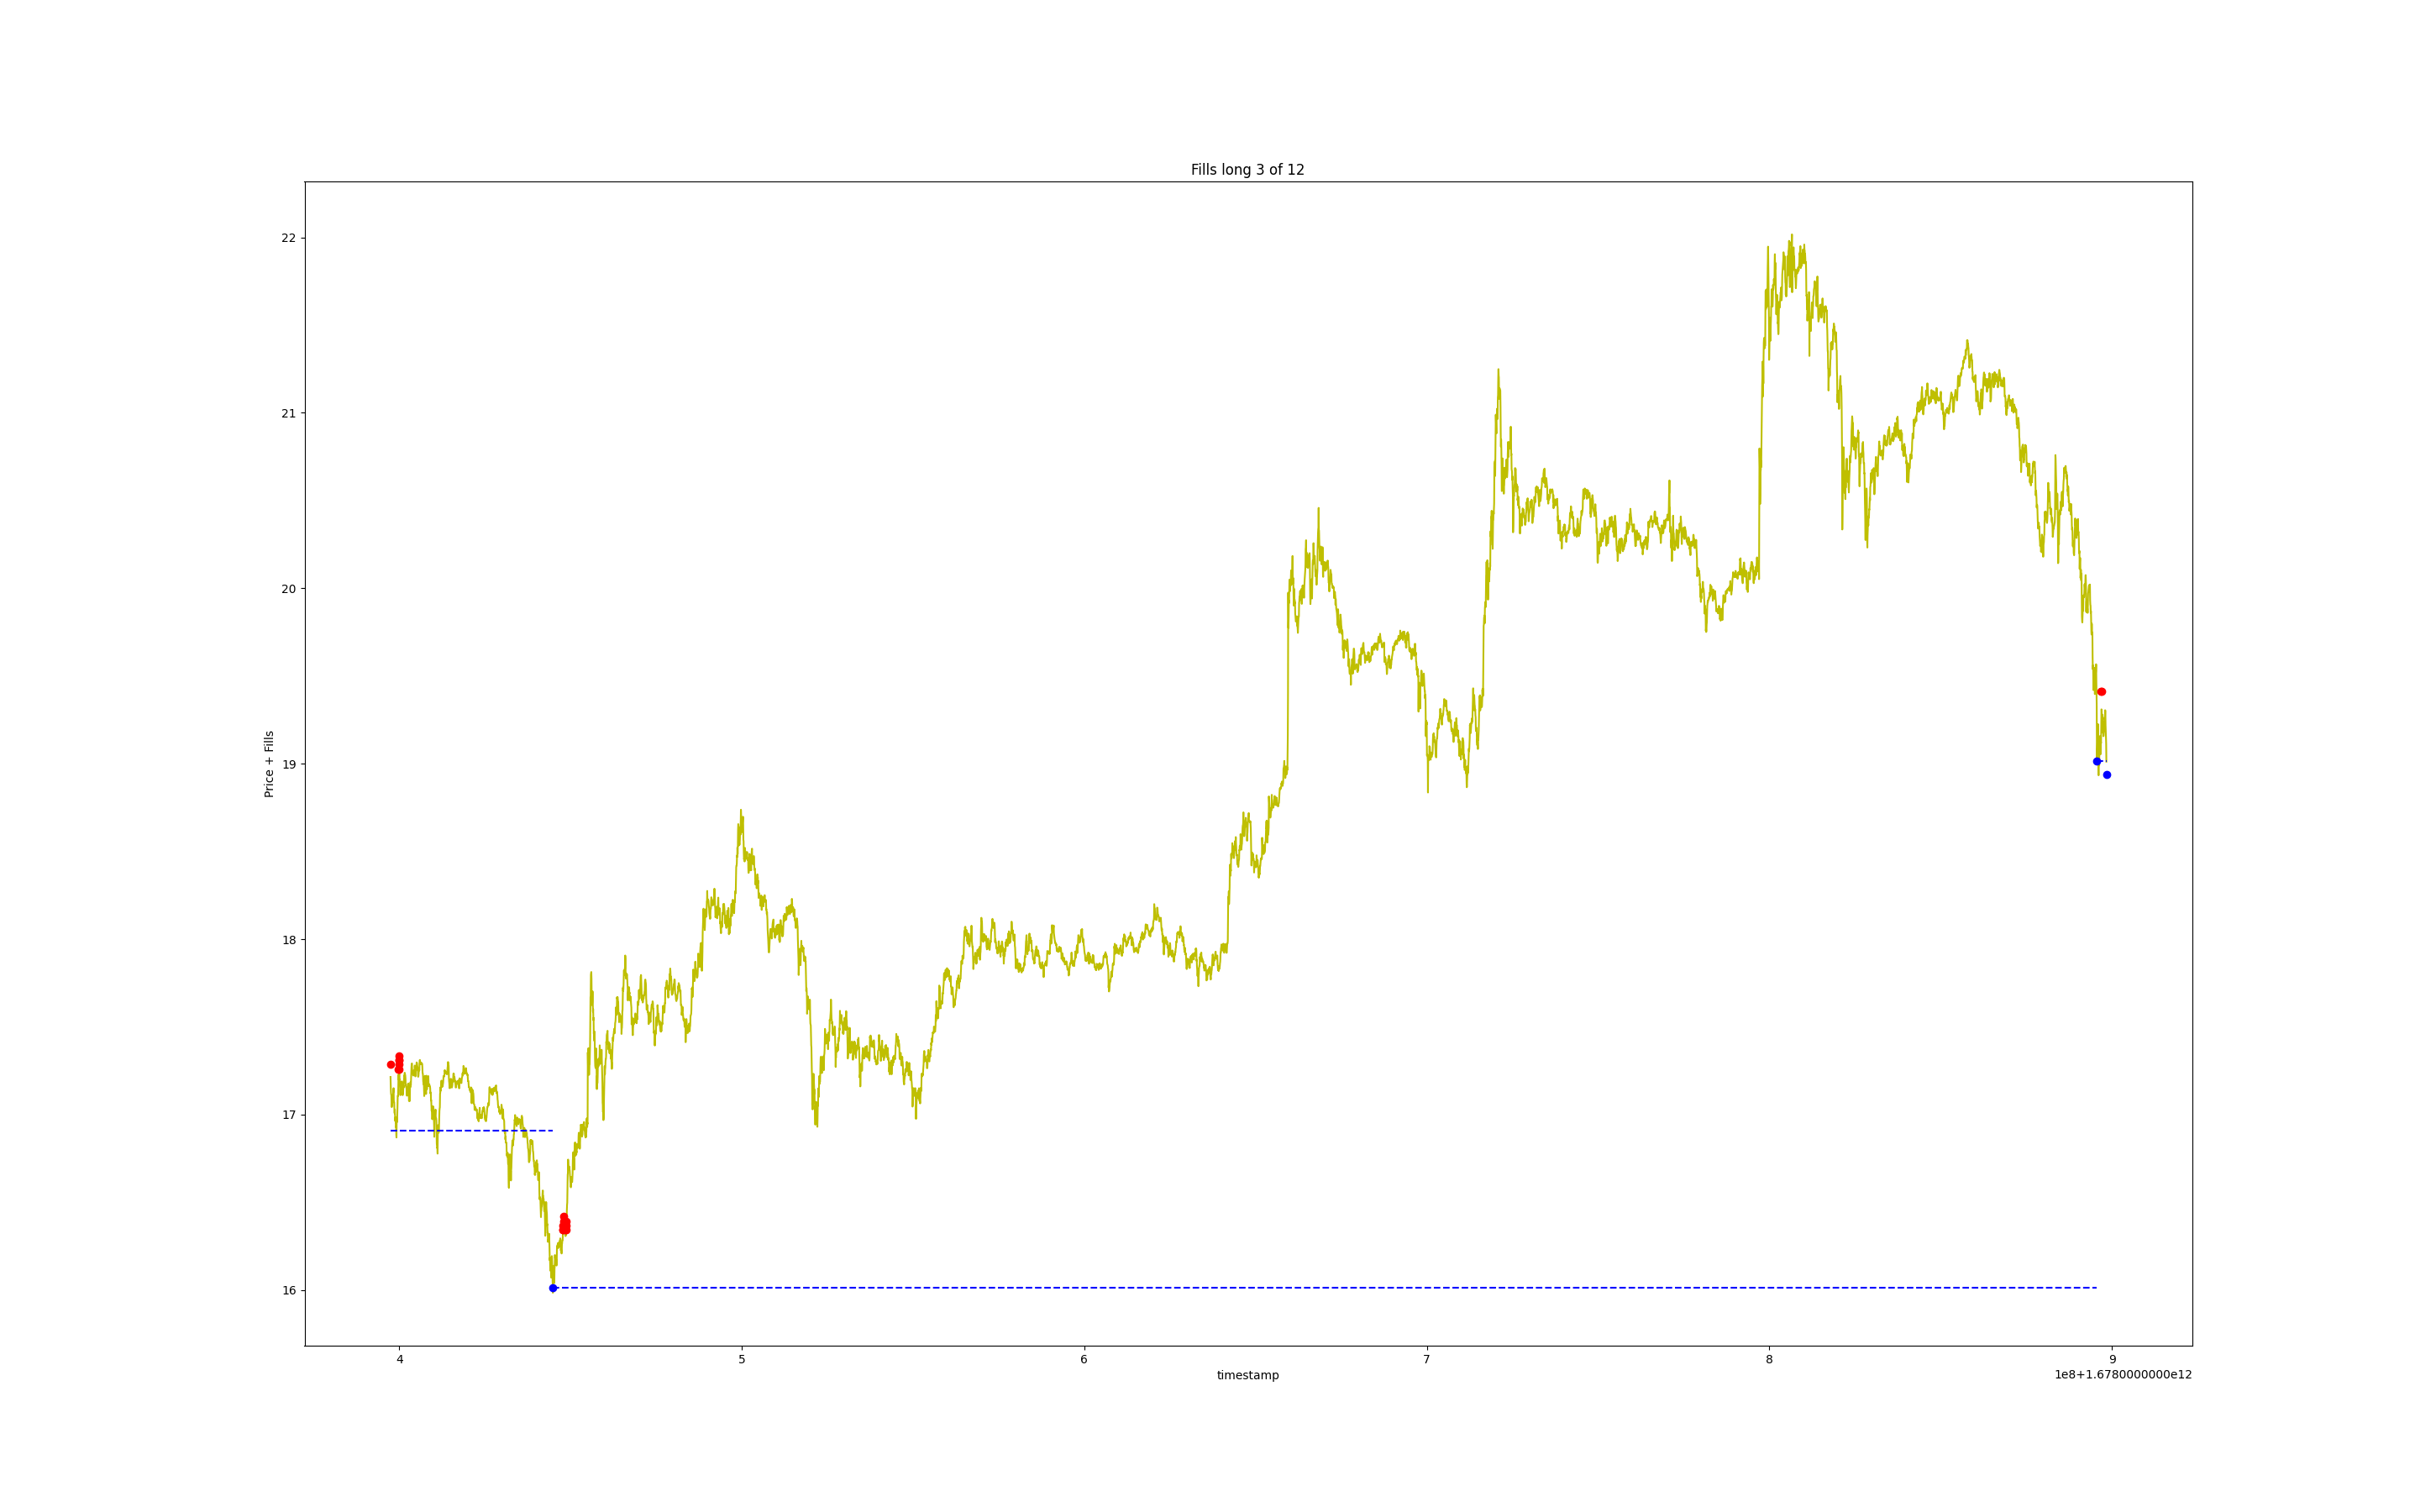 Fills long 3 of 12
22
21
20
19
18
17
16
Price + Fills
4 5 6 7 8 9
timestamp
1e8+1.6780000000e12